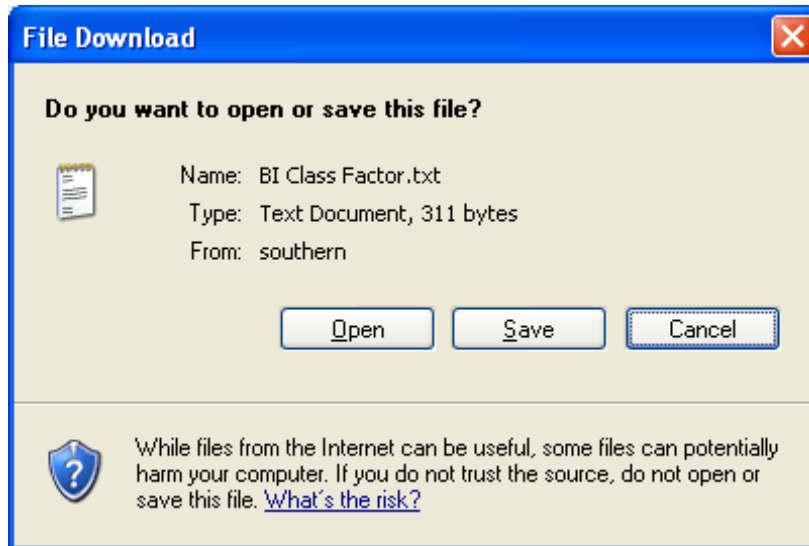 File Download
Do you want to open or save this file?
Name: BI Class Factor.txt
Type: Text Document, 311 bytes
From: southern
Open Save Cancel
While files from the Internet can be useful, some files can potentially
harm your computer. If you do not trust the source, do not open or
save this file. What's the risk?